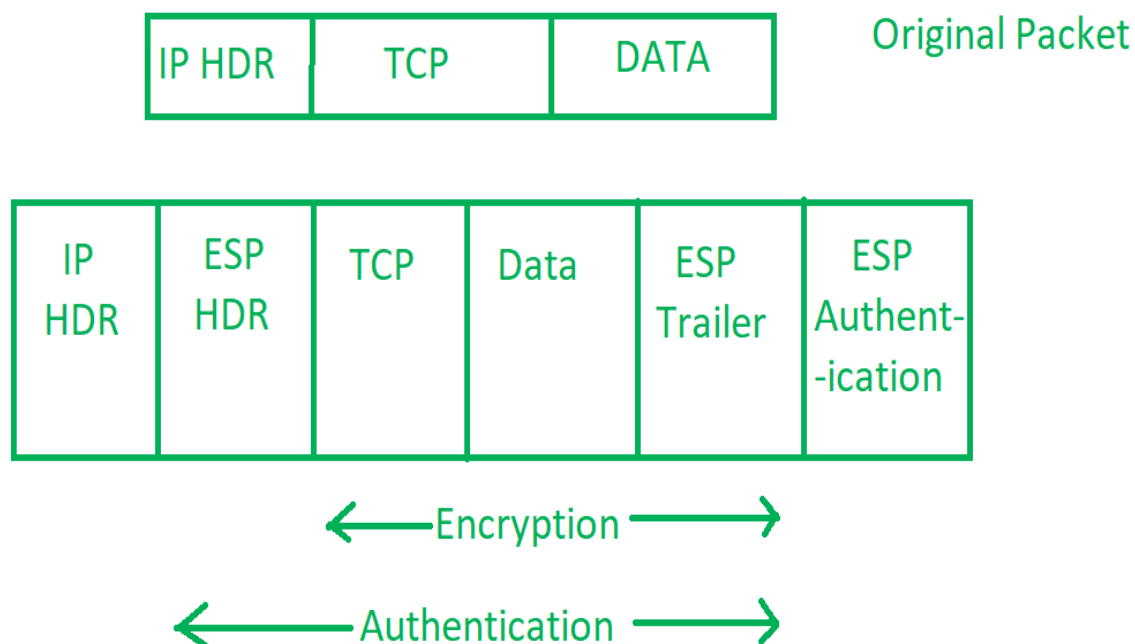 IP HDR TCP DATA Original Packet
IP HDR
ESP HDR
TCP
Data
ESP Trailer
ESP Authent-
-ication
Encryption
Authentication